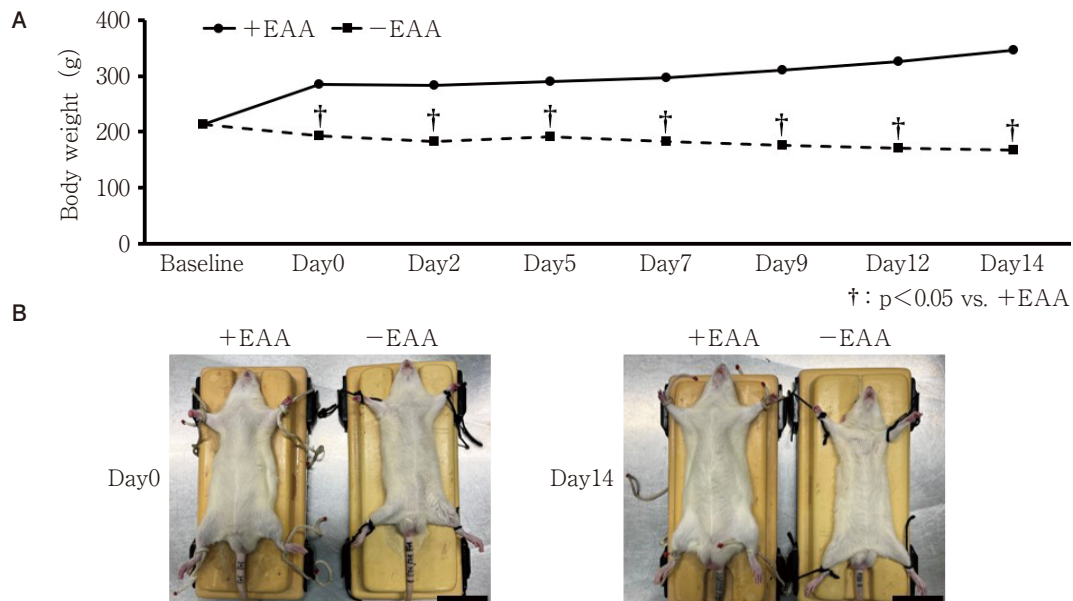 A
+EAA −EAA
Body weight (g)
400
300
200
100
0
† † † † † † †
Baseline Day0 Day2 Day5 Day7 Day9 Day12 Day14
†: p<0.05 vs. +EAA
B
+EAA −EAA +EAA −EAA
Day0 Day14